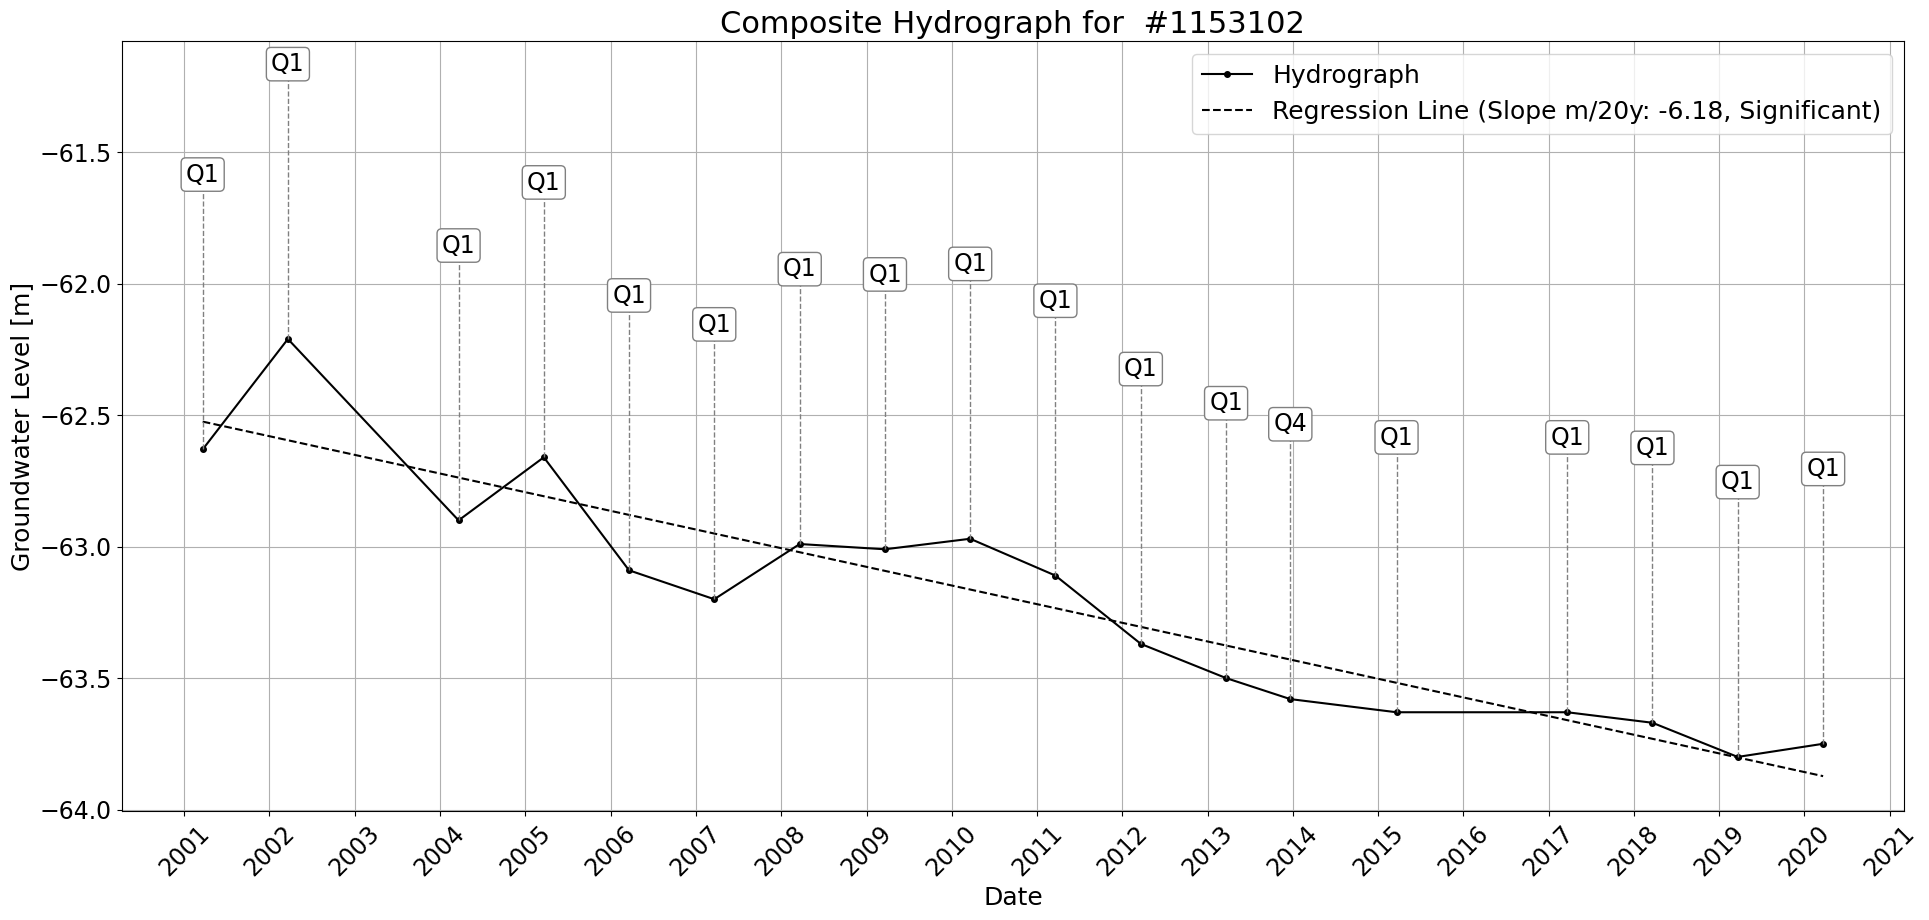 Composite Hydrograph for  #1153102
Hydrograph
Regression Line (Slope m/20y: -6.18, Significant)
Groundwater Level [m]
−61.5
−62.0
−62.5
−63.0
−63.5
−64.0
Q1
Q1
Q1
Q1
Q1
Q1
Q1
Q1
Q1
Q1
Q1
Q1
Q4
Q1
Q1
Q1
Q1
Q1
2001
2002
2003
2004
2005
2006
2007
2008
2009
2010
2011
2012
2013
2014
2015
2016
2017
2018
2019
2020
2021
Date